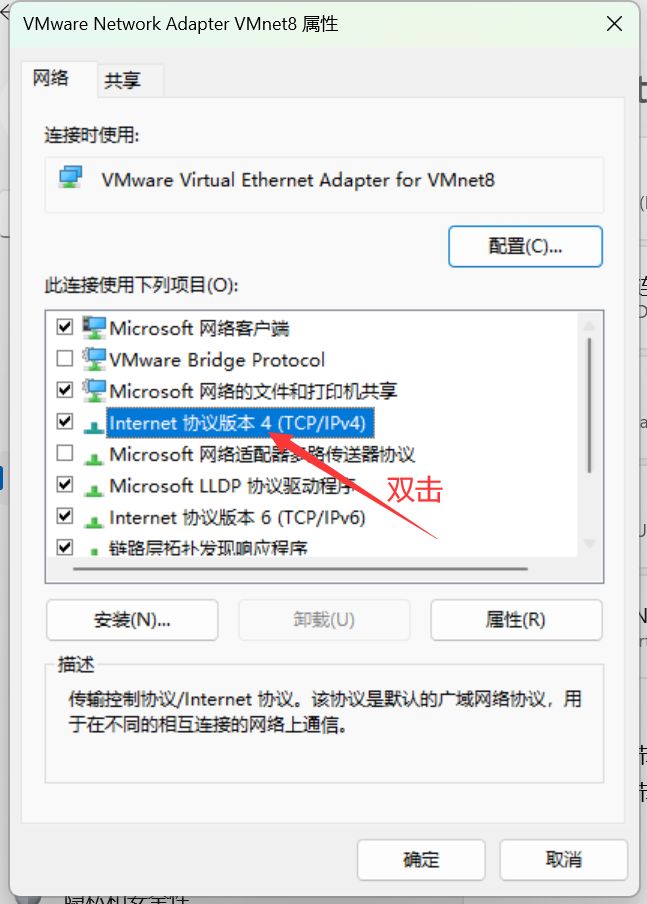 VMware Network Adapter VMnet8 属性
网络
共享
连接时使用:
VMware Virtual Ethernet Adapter for VMnet8
配置(C)...
此连接使用下列项目(O):
Microsoft 网络客户端
VMware Bridge Protocol
Microsoft 网络的文件和打印机共享
Internet 协议版本 4 (TCP/IPv4)
Microsoft 网络适配器多路传送器协议
Microsoft LLDP 协议驱动程序
双击
Internet 协议版本 6 (TCP/IPv6)
链路层拓扑发现响应程序
安装(N)...
卸载(U)
属性(R)
描述
传输控制协议/Internet 协议。该协议是默认的广域网络协议，用
于在不同的相互连接的网络上通信。
确定
取消
隐私和安全性